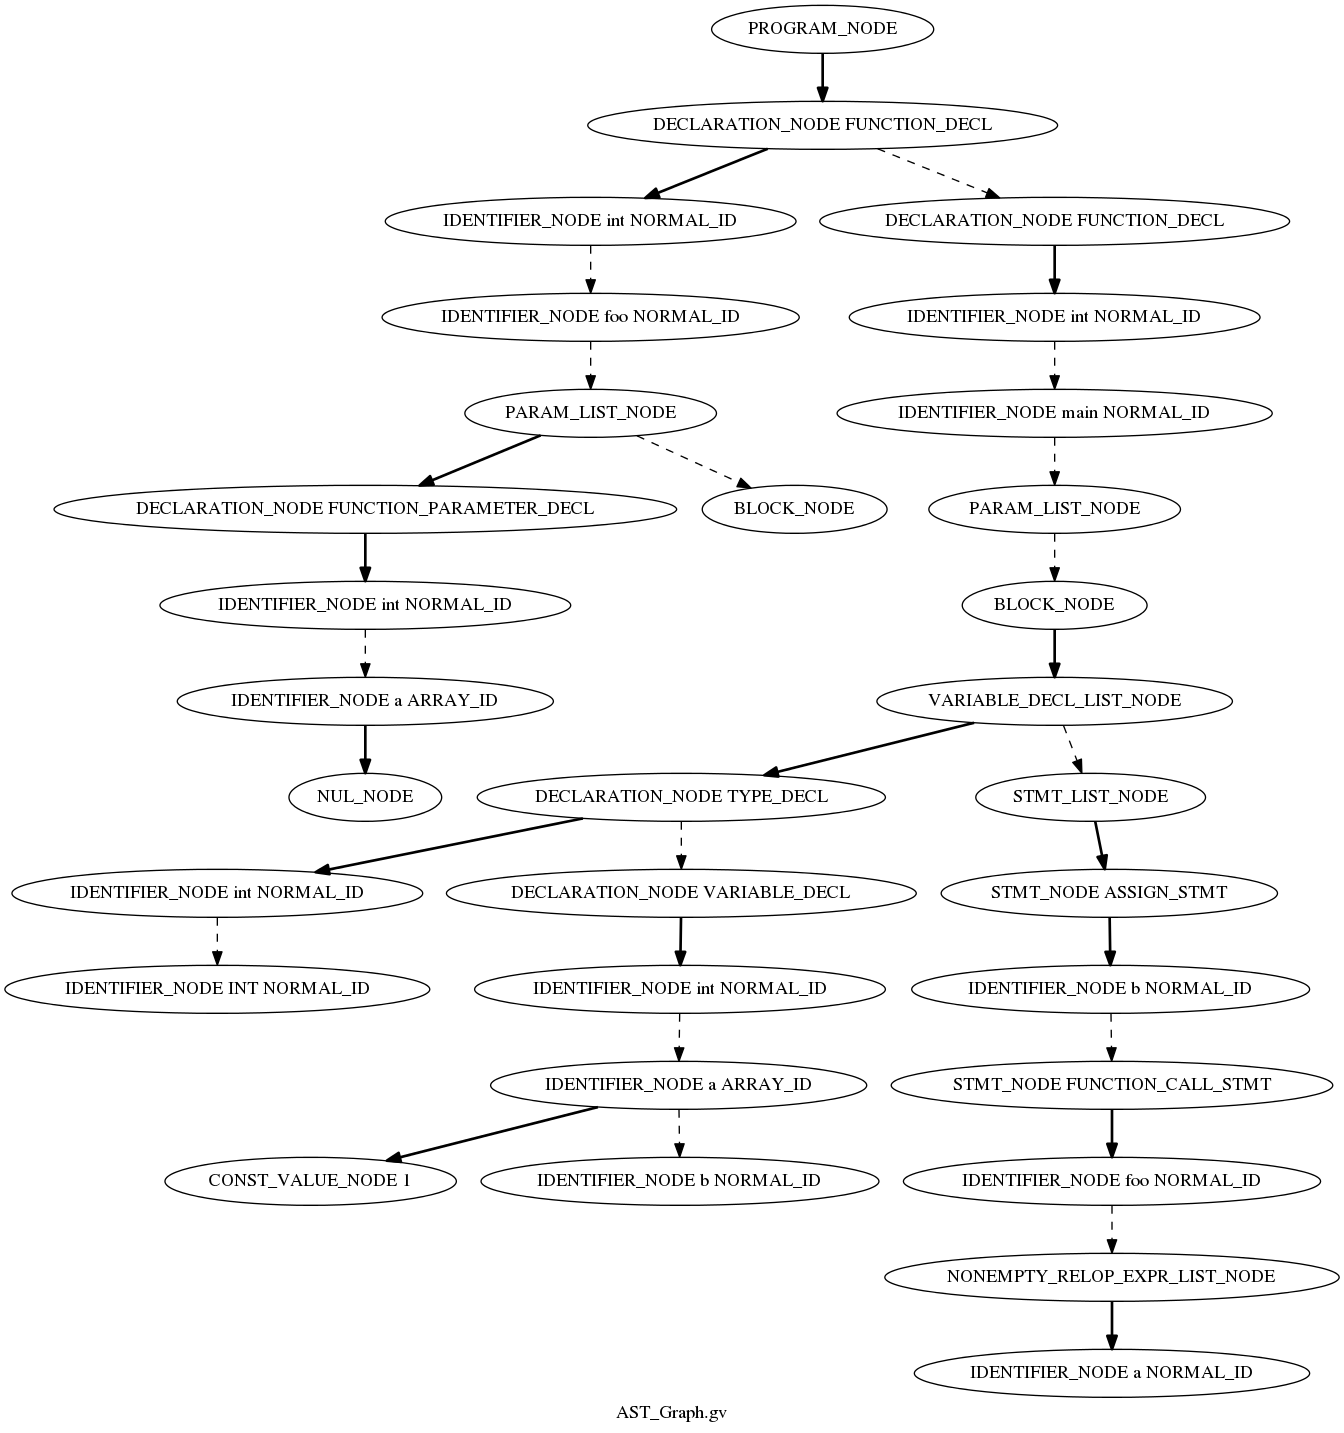 PROGRAM_NODE
DECLARATION_NODE FUNCTION_DECL
IDENTIFIER_NODE int NORMAL_ID
DECLARATION_NODE FUNCTION_DECL
IDENTIFIER_NODE foo NORMAL_ID
IDENTIFIER_NODE int NORMAL_ID
PARAM_LIST_NODE
IDENTIFIER_NODE main NORMAL_ID
DECLARATION_NODE FUNCTION_PARAMETER_DECL
BLOCK_NODE
PARAM_LIST_NODE
IDENTIFIER_NODE int NORMAL_ID
BLOCK_NODE
IDENTIFIER_NODE a ARRAY_ID
VARIABLE_DECL_LIST_NODE
NUL_NODE
DECLARATION_NODE TYPE_DECL
STMT_LIST_NODE
IDENTIFIER_NODE int NORMAL_ID
DECLARATION_NODE VARIABLE_DECL
STMT_NODE ASSIGN_STMT
IDENTIFIER_NODE INT NORMAL_ID
IDENTIFIER_NODE int NORMAL_ID
IDENTIFIER_NODE b NORMAL_ID
IDENTIFIER_NODE a ARRAY_ID
STMT_NODE FUNCTION_CALL_STMT
CONST_VALUE_NODE 1
IDENTIFIER_NODE b NORMAL_ID
IDENTIFIER_NODE foo NORMAL_ID
NONEMPTY_RELOP_EXPR_LIST_NODE
IDENTIFIER_NODE a NORMAL_ID
AST_Graph.gv